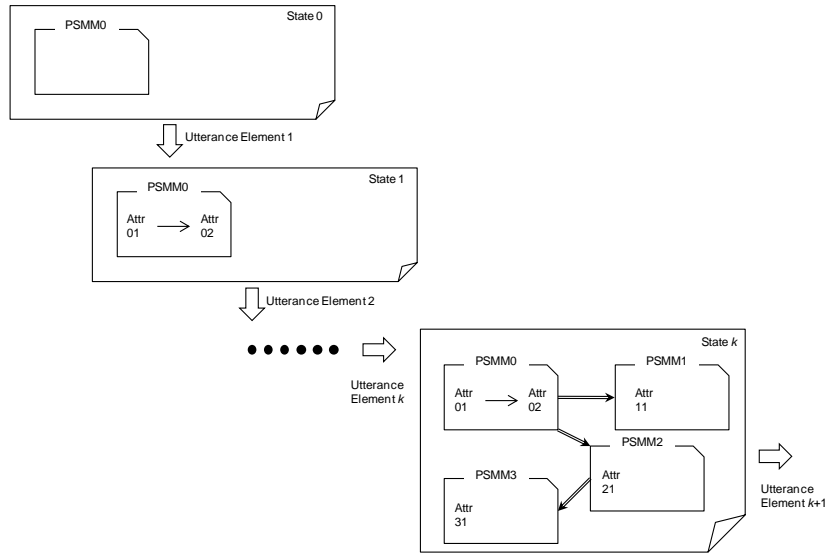 State 0
PSMM0
Utterance Element 1
State 1
PSMM0
Attr
01
Attr
02
Utterance Element 2
State k
PSMM0
PSMM1
Utterance
Element k
Attr
01
Attr
02
Attr
11
PSMM2
PSMM3
Attr
21
Attr
31
Utterance
Element k+1